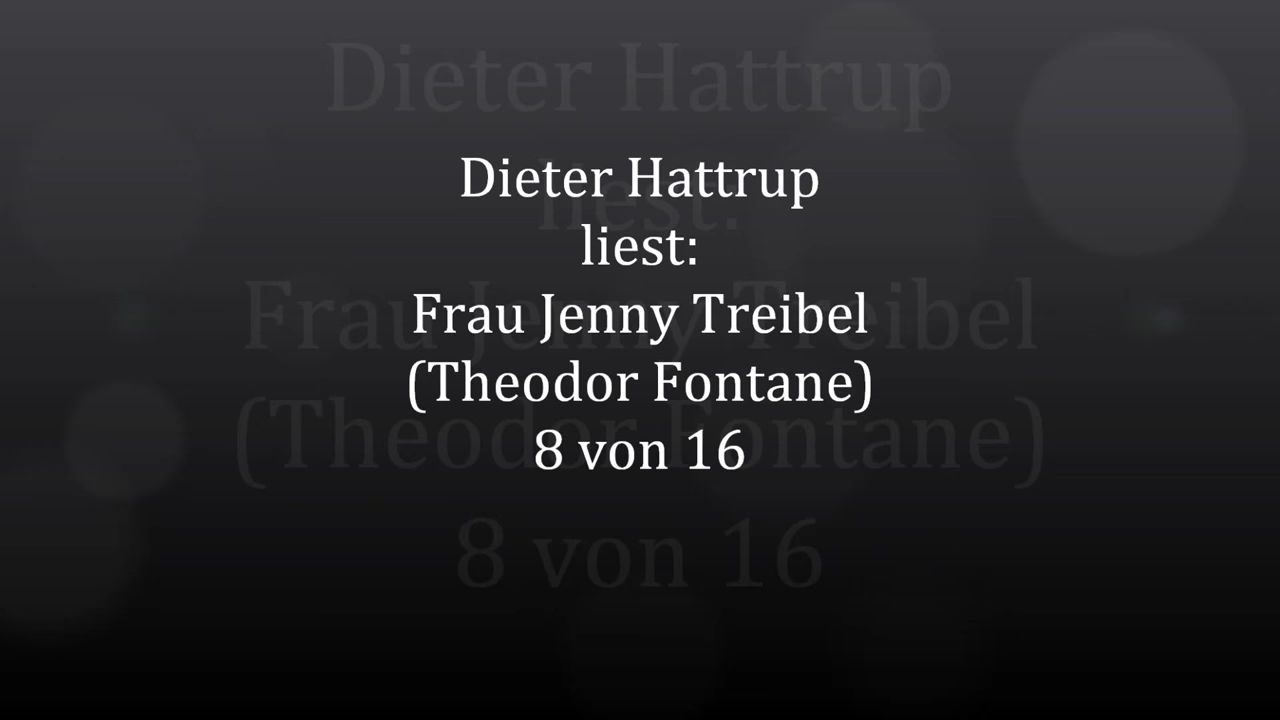 Dieter Hattrup
liest:
Frau Jenny Treibel
(Theodor Fontane)
8 von 16